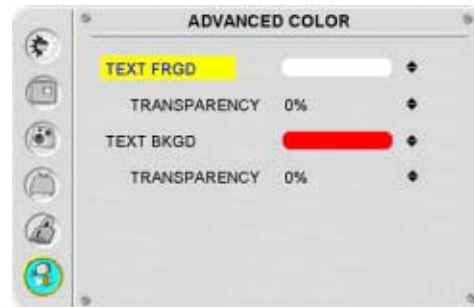 ADVANCED COLOR
TEXT FRGD
TRANSPARENCY 0%
TEXT BKGD
TRANSPARENCY 0%